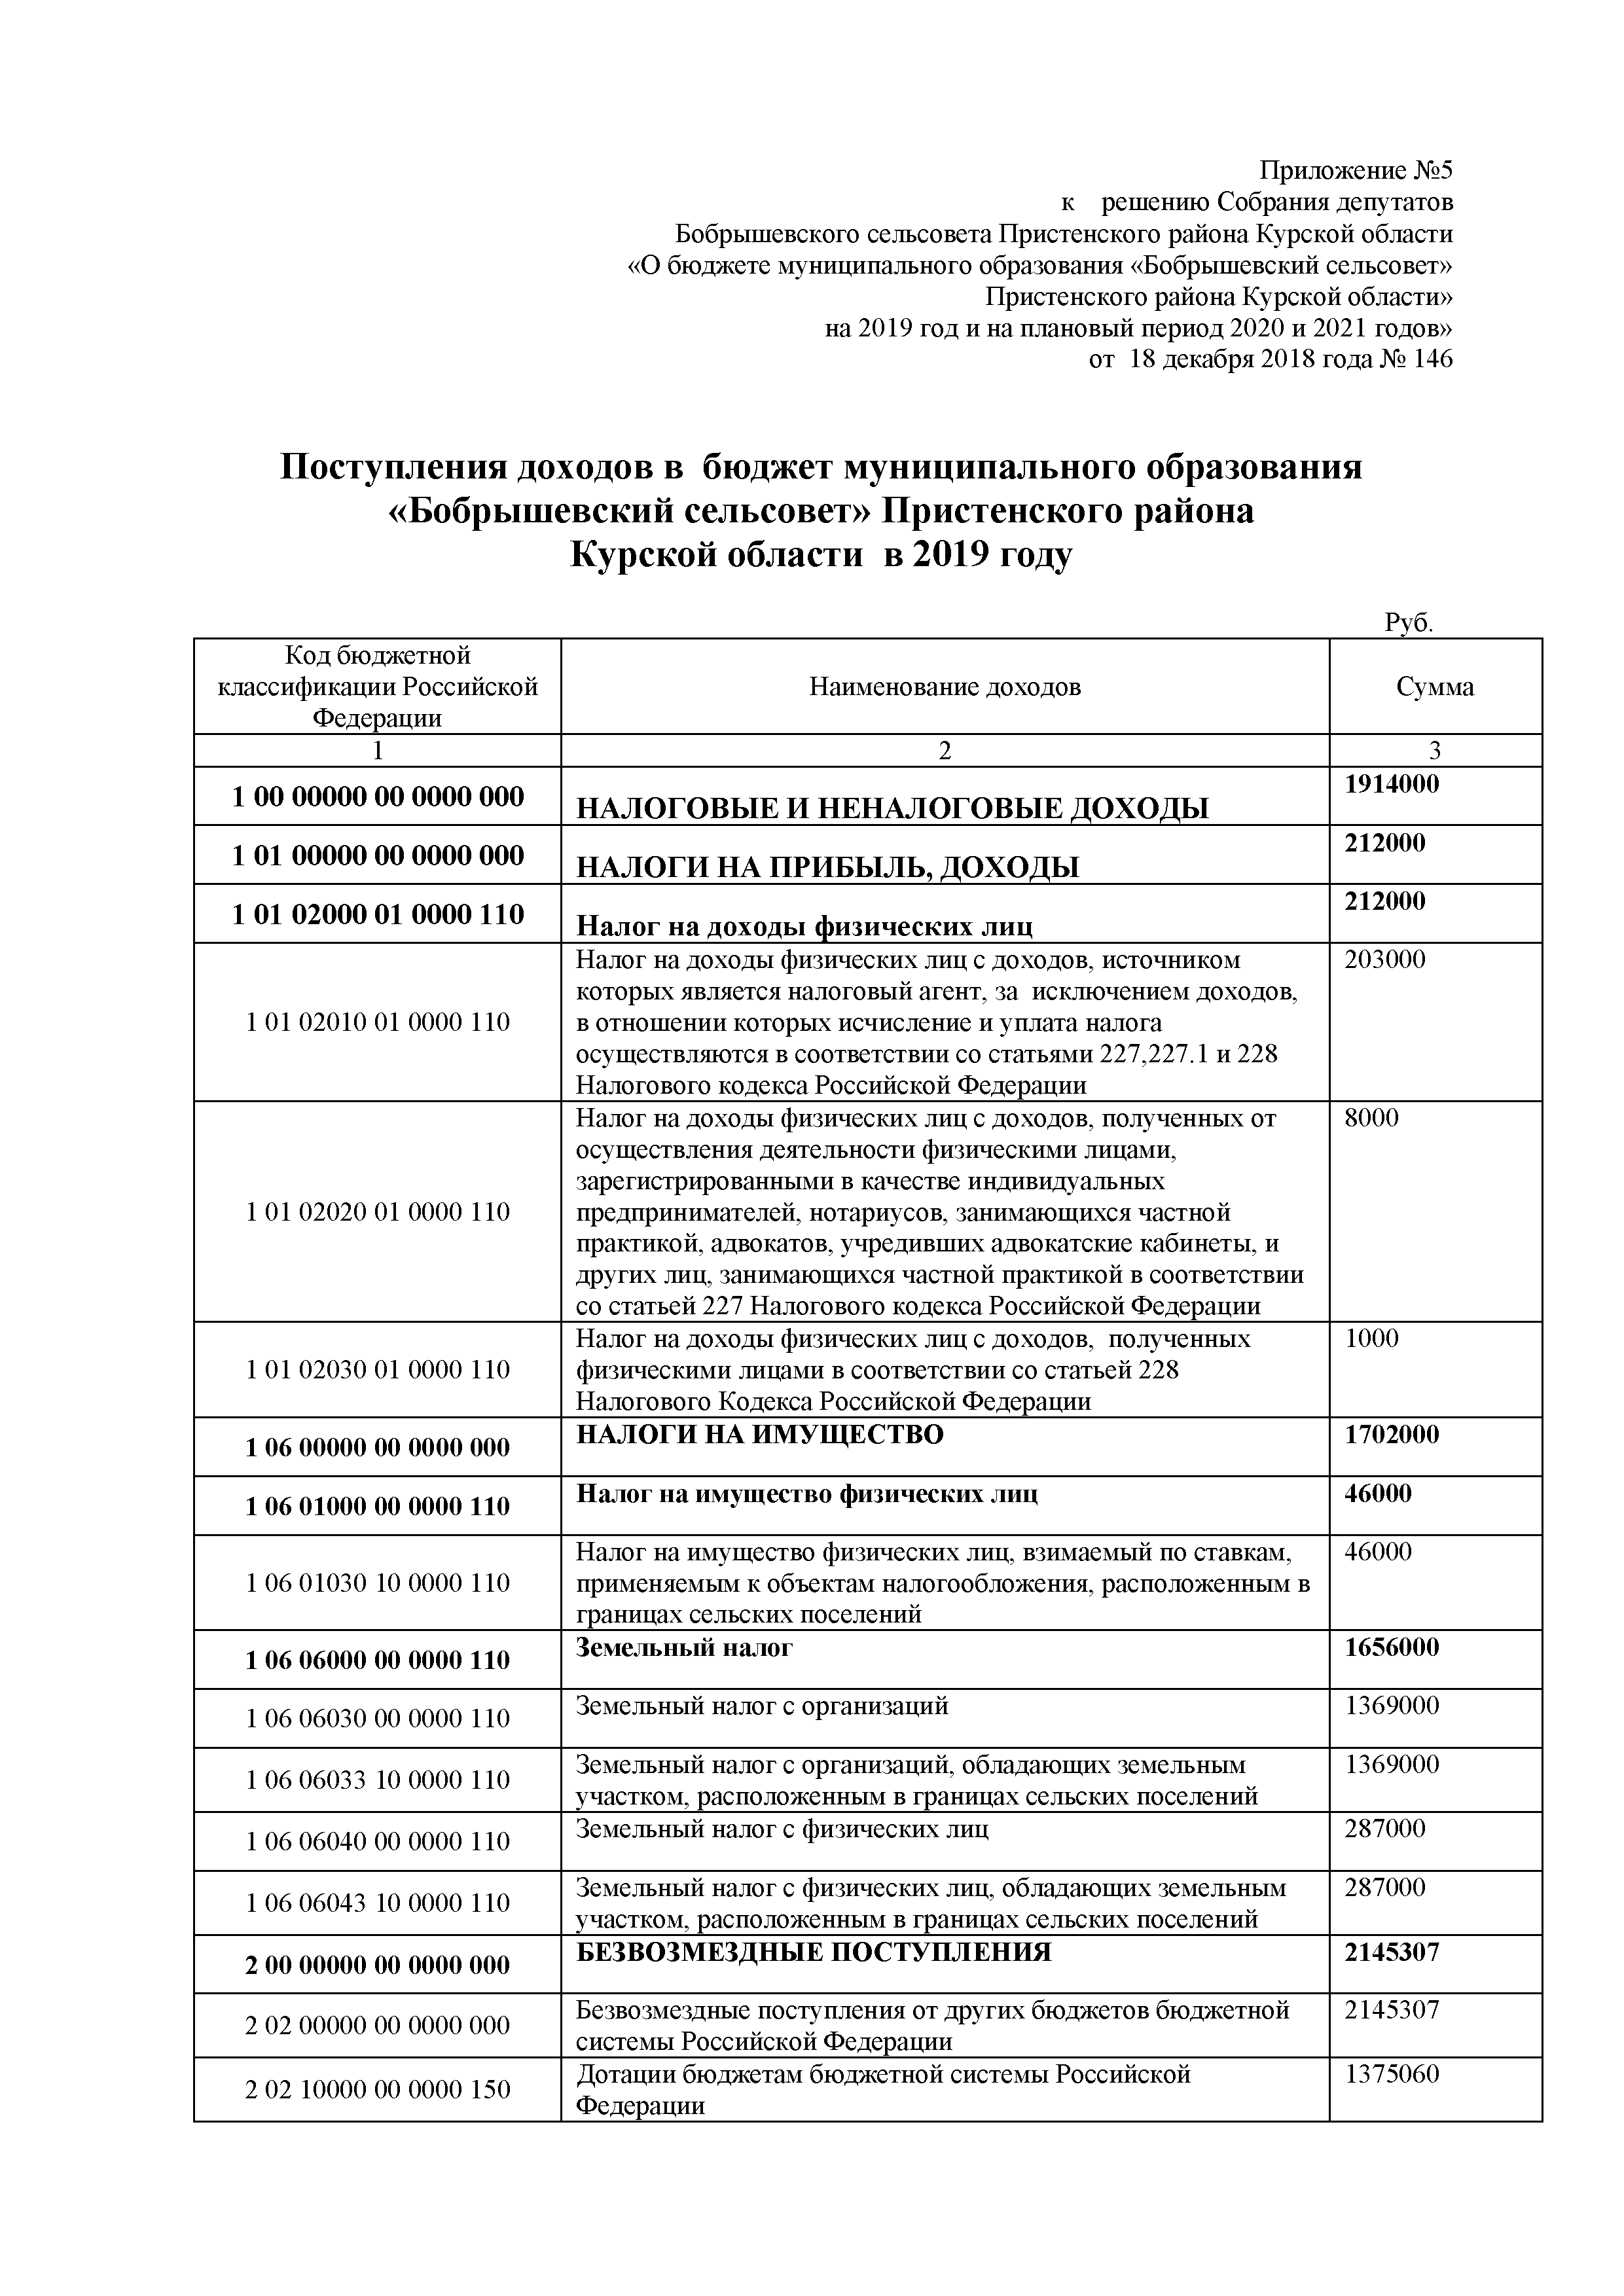 Приложение №5
к    решению Собрания депутатов
Бобрышевского сельсовета Пристенского района Курской области
«О бюджете муниципального образования «Бобрышевский сельсовет»
Пристенского района Курской области»
на 2019 год и на плановый период 2020 и 2021 годов»
от  18 декабря 2018 года № 146
Поступления доходов в  бюджет муниципального образования
«Бобрышевский сельсовет» Пристенского района
Курской области  в 2019 году
Руб.
Код бюджетной
классификации Российской
Федерации
Наименование доходов
Сумма
1
2
3
1 00 00000 00 0000 000
НАЛОГОВЫЕ И НЕНАЛОГОВЫЕ ДОХОДЫ
1914000
1 01 00000 00 0000 000
НАЛОГИ НА ПРИБЫЛЬ, ДОХОДЫ
212000
1 01 02000 01 0000 110
Налог на доходы физических лиц
212000
1 01 02010 01 0000 110
Налог на доходы физических лиц с доходов, источником
которых является налоговый агент, за  исключением доходов,
в отношении которых исчисление и уплата налога
осуществляются в соответствии со статьями 227,227.1 и 228
Налогового кодекса Российской Федерации
203000
1 01 02020 01 0000 110
Налог на доходы физических лиц с доходов, полученных от
осуществления деятельности физическими лицами,
зарегистрированными в качестве индивидуальных
предпринимателей, нотариусов, занимающихся частной
практикой, адвокатов, учредивших адвокатские кабинеты, и
других лиц, занимающихся частной практикой в соответствии
со статьей 227 Налогового кодекса Российской Федерации
8000
1 01 02030 01 0000 110
Налог на доходы физических лиц с доходов,  полученных
физическими лицами в соответствии со статьей 228
Налогового Кодекса Российской Федерации
1000
1 06 00000 00 0000 000
НАЛОГИ НА ИМУЩЕСТВО
1702000
1 06 01000 00 0000 110
Налог на имущество физических лиц
46000
1 06 01030 10 0000 110
Налог на имущество физических лиц, взимаемый по ставкам,
применяемым к объектам налогообложения, расположенным в
границах сельских поселений
46000
1 06 06000 00 0000 110
Земельный налог
1656000
1 06 06030 00 0000 110
Земельный налог с организаций
1369000
1 06 06033 10 0000 110
Земельный налог с организаций, обладающих земельным
участком, расположенным в границах сельских поселений
1369000
1 06 06040 00 0000 110
Земельный налог с физических лиц
287000
1 06 06043 10 0000 110
Земельный налог с физических лиц, обладающих земельным
участком, расположенным в границах сельских поселений
287000
2 00 00000 00 0000 000
БЕЗВОЗМЕЗДНЫЕ ПОСТУПЛЕНИЯ
2145307
2 02 00000 00 0000 000
Безвозмездные поступления от других бюджетов бюджетной
системы Российской Федерации
2145307
2 02 10000 00 0000 150
Дотации бюджетам бюджетной системы Российской
Федерации
1375060